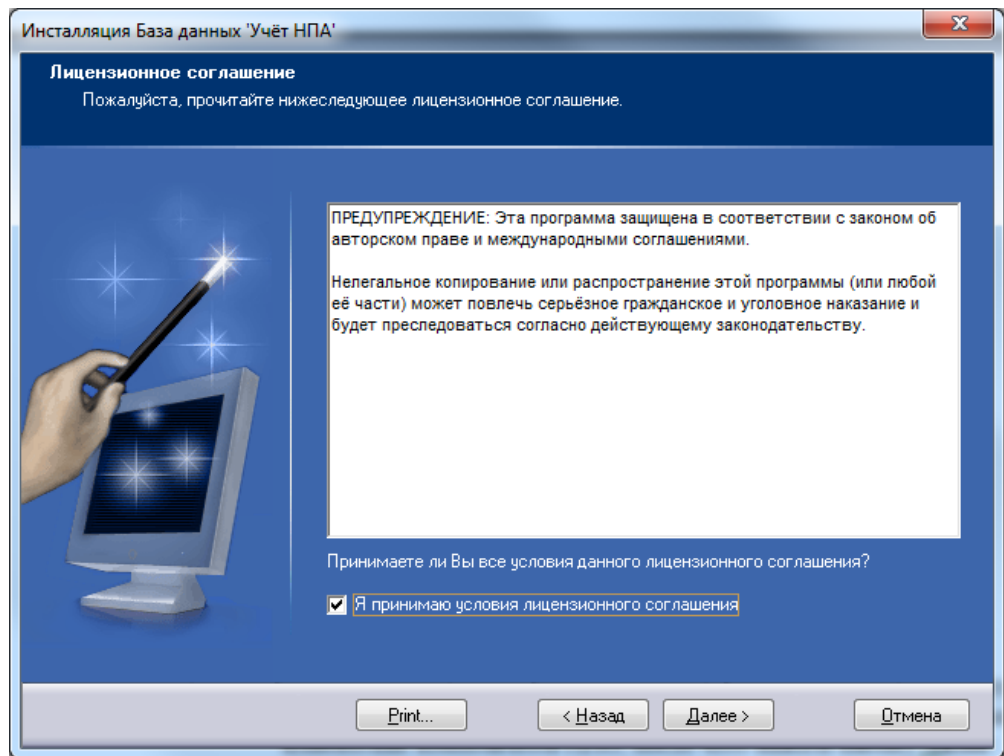 Инсталляция База данных 'Учёт НПА'
Лицензионное соглашение
Пожалуйста, прочитайте нижеследующее лицензионное соглашение.
ПРЕДУПРЕЖДЕНИЕ: Эта программа защищена в соответствии с законом об
авторском праве и международными соглашениями.
Нелегальное копирование или распространение этой программы (или любой
её части) может повлечь серьёзное гражданское и уголовное наказание и
будет преследоваться согласно действующему законодательству.
Принимаете ли Вы все условия данного лицензионного соглашения?
Я принимаю условия лицензионного соглашения
Print... < Назад Далее > Отмена